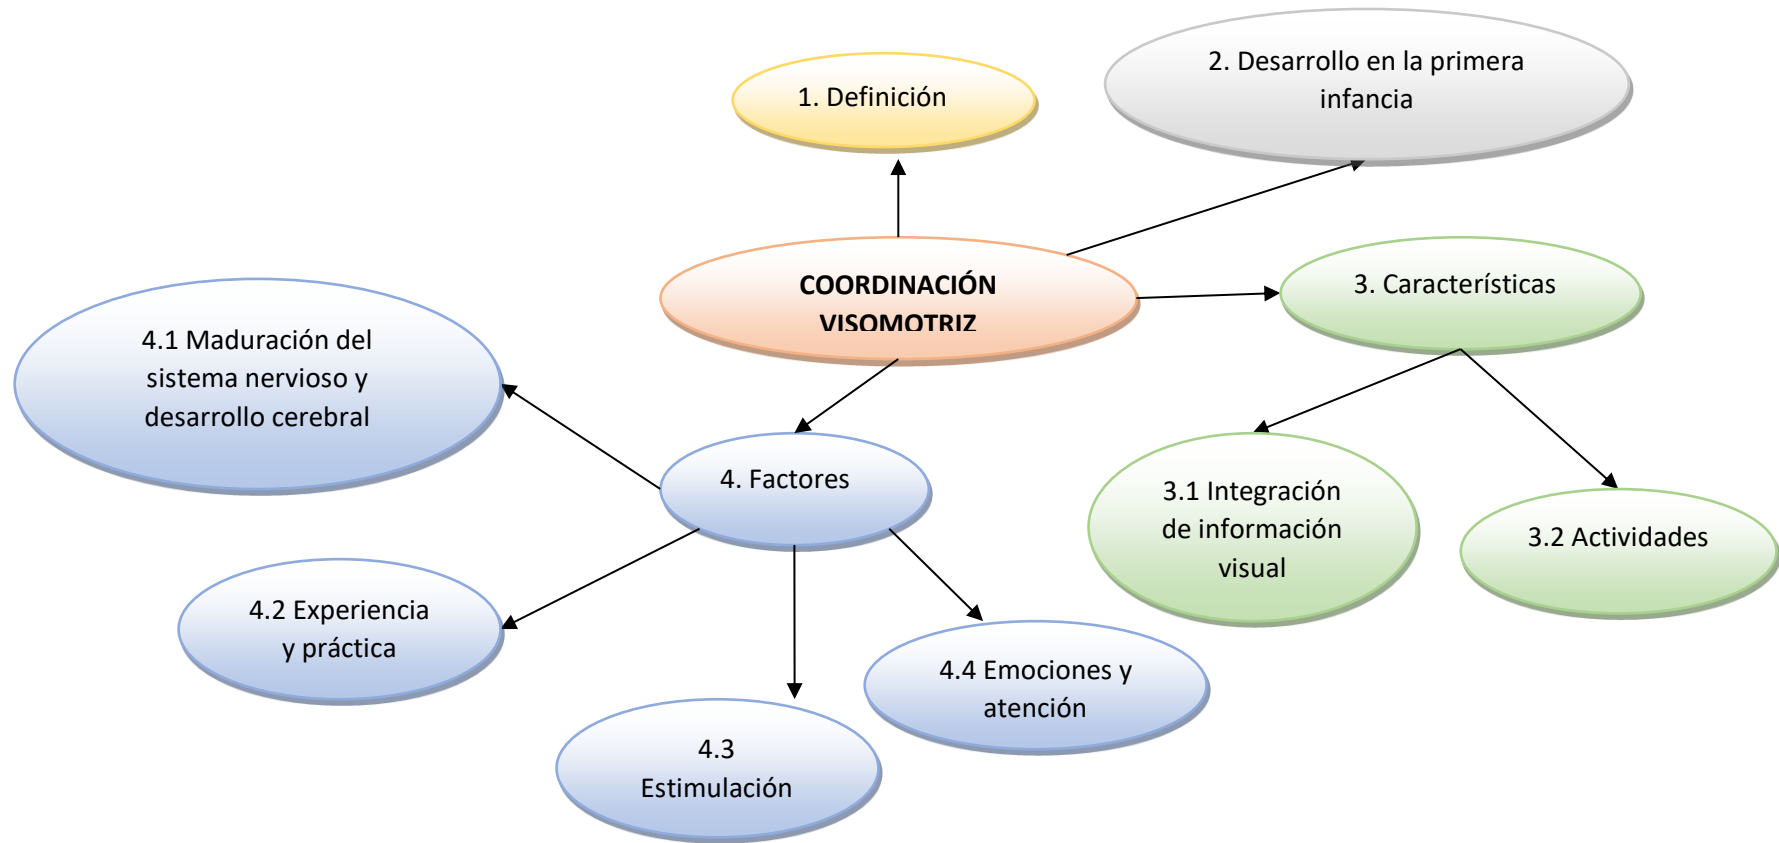 2. Desarrollo en la primera
infancia
1. Definición
COORDINACIÓN
VISOMOTRIZ
3. Características
4.1 Maduración del
sistema nervioso y
desarrollo cerebral
4. Factores
3.1 Integración
de información
visual
3.2 Actividades
4.2 Experiencia
y práctica
4.4 Emociones y
atención
4.3
Estimulación